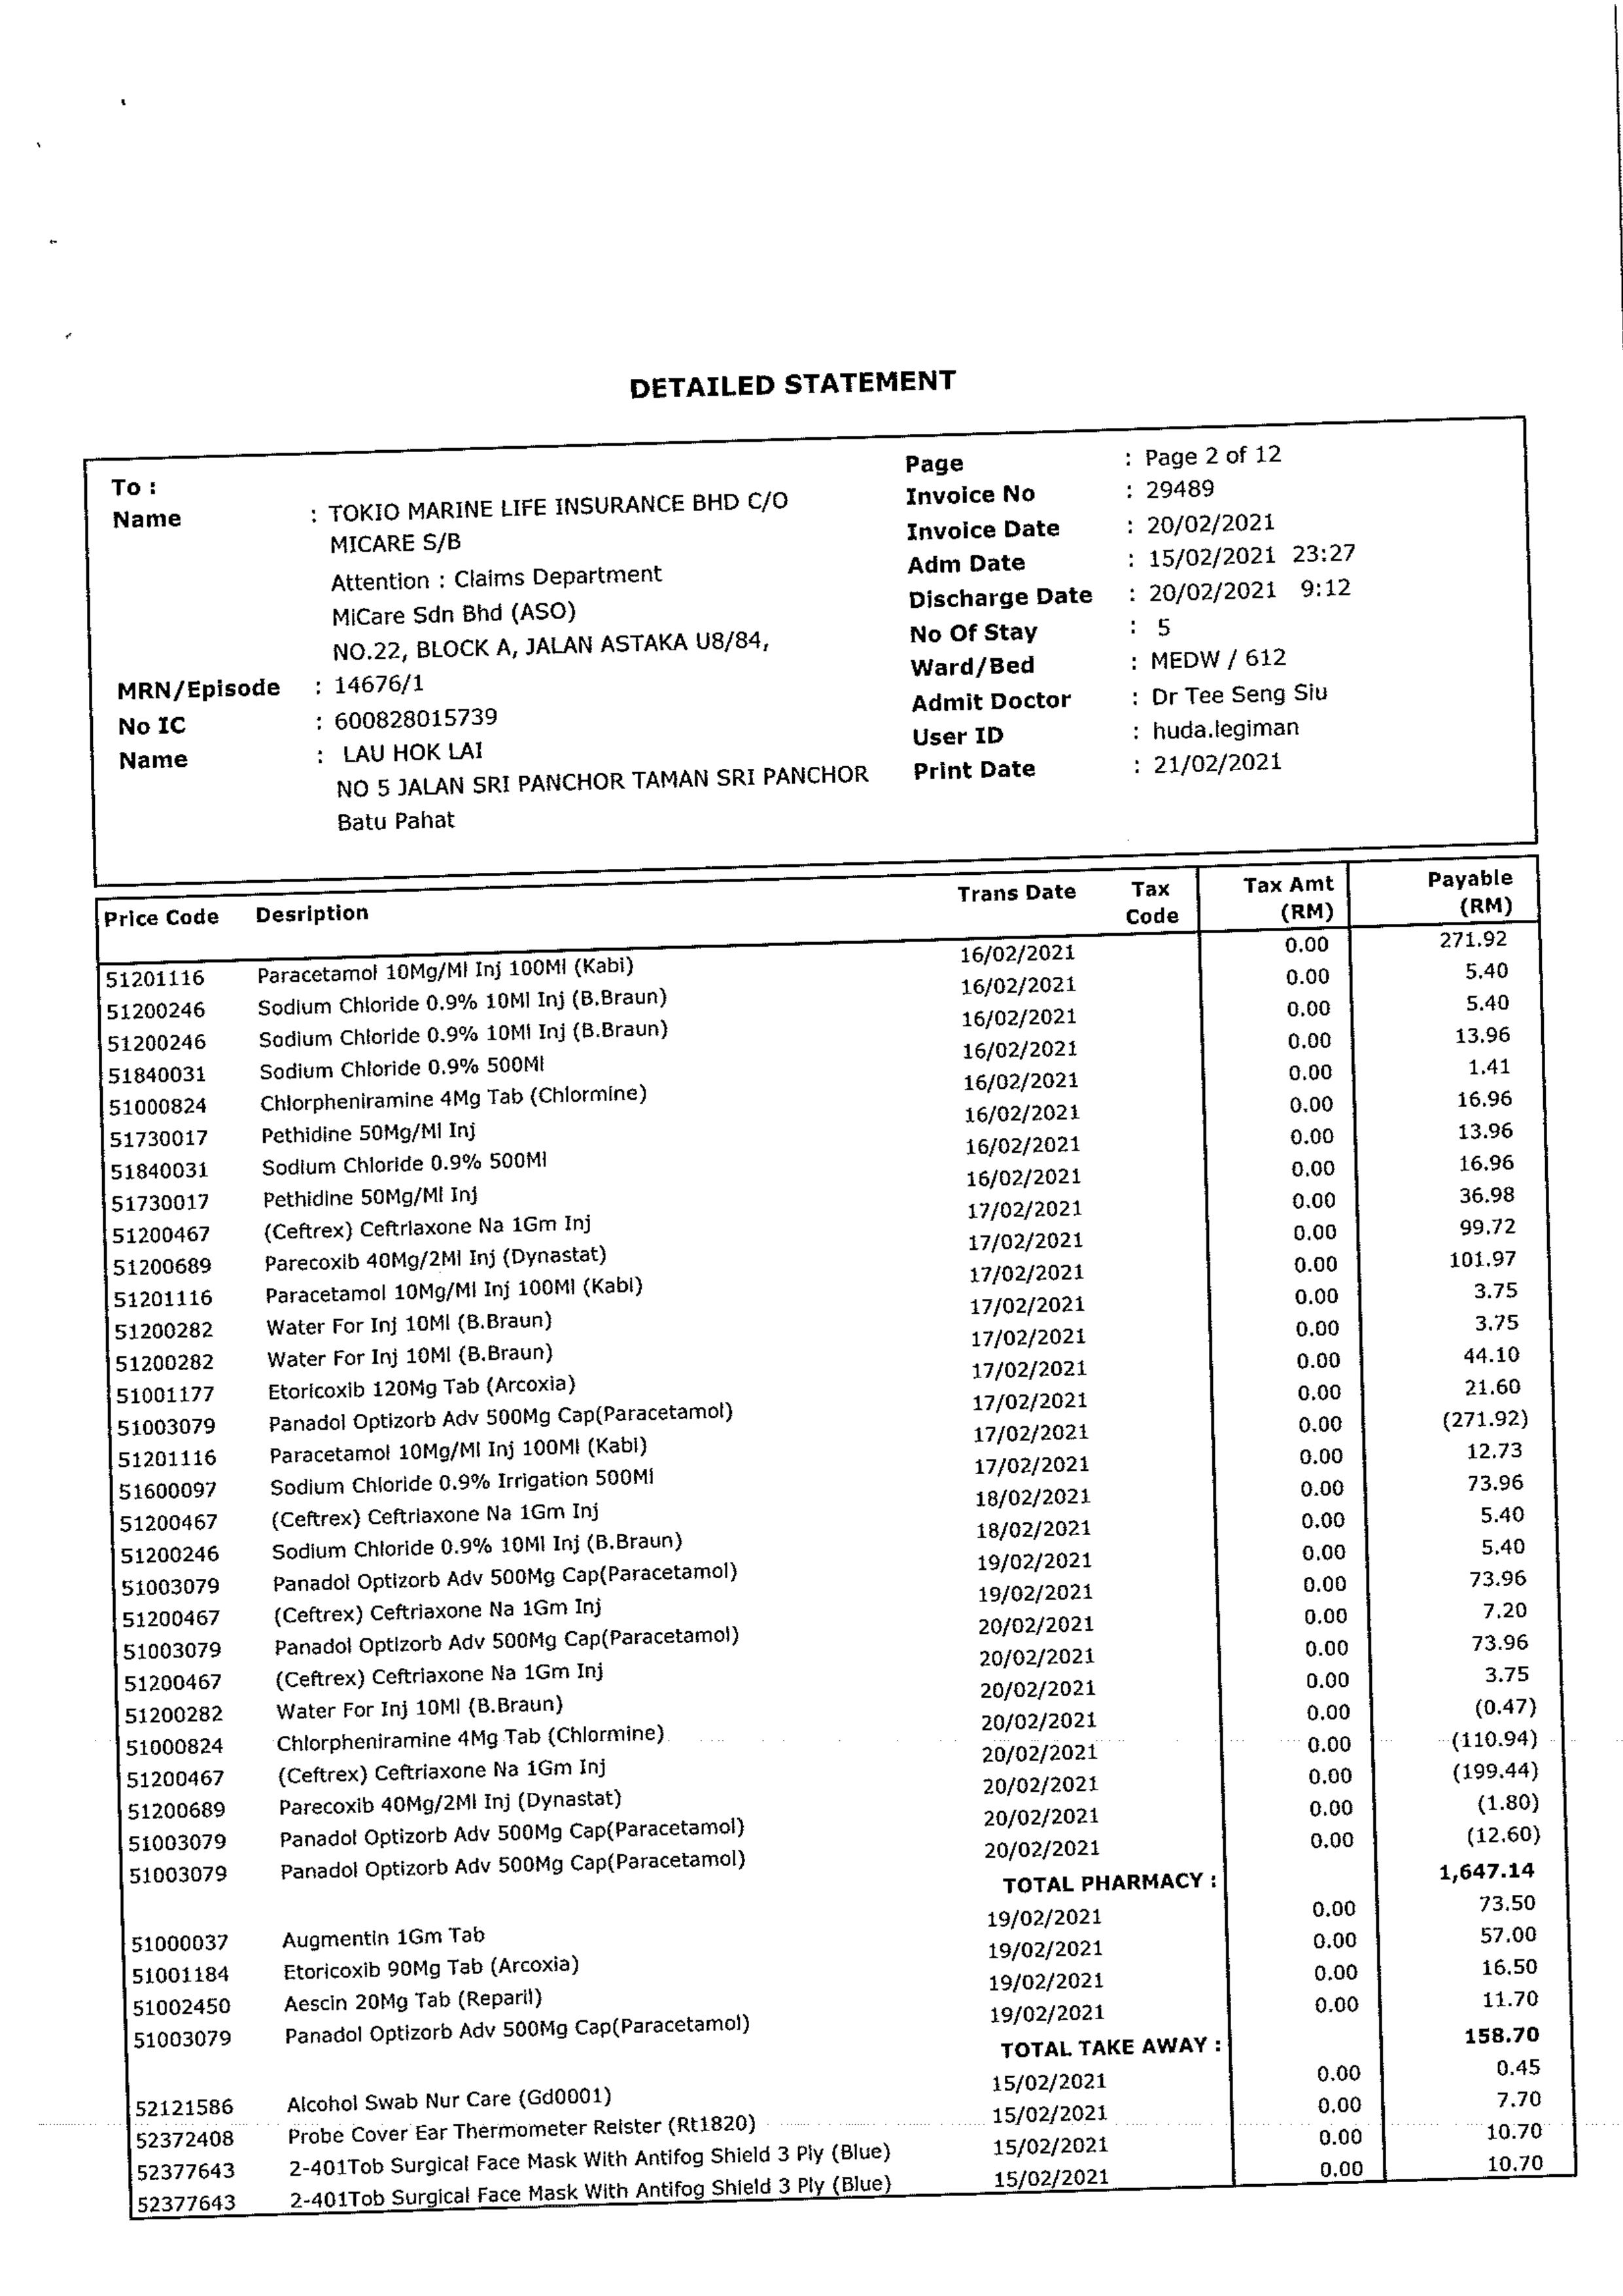 DETAILED STATEMENT
To :
Name : TOKIO MARINE LIFE INSURANCE BHD C/O
MICARE S/B
Attention : Claims Department
MiCare Sdn Bhd (ASO)
NO.22, BLOCK A, JALAN ASTAKA U8/84,
MRN/Episode : 14676/1
No IC : 600828015739
Name : LAU HOK LAI
NO 5 JALAN SRI PANCHOR TAMAN SRI PANCHOR
Batu Pahat
Page : Page 2 of 12
Invoice No : 29489
Invoice Date : 20/02/2021
Adm Date : 15/02/2021 23:27
Discharge Date : 20/02/2021 9:12
No Of Stay : 5
Ward/Bed : MEDW / 612
Admit Doctor : Dr Tee Seng Siu
User ID : huda.legiman
Print Date : 21/02/2021
Price Code Desription Trans Date Tax Code Tax Amt (RM) Payable (RM)
51201116 Paracetamol 10Mg/Ml Inj 100Ml (Kabi) 16/02/2021 0.00 271.92
51200246 Sodium Chloride 0.9% 10Ml Inj (B.Braun) 16/02/2021 0.00 5.40
51200246 Sodium Chloride 0.9% 10Ml Inj (B.Braun) 16/02/2021 0.00 5.40
51840031 Sodium Chloride 0.9% 500Ml 16/02/2021 0.00 13.96
51000824 Chlorpheniramine 4Mg Tab (Chlormine) 16/02/2021 0.00 1.41
51730017 Pethidine 50Mg/Ml Inj 16/02/2021 0.00 16.96
51840031 Sodium Chloride 0.9% 500Ml 16/02/2021 0.00 13.96
51730017 Pethidine 50Mg/Ml Inj 16/02/2021 0.00 16.96
51200467 (Ceftrex) Ceftriaxone Na 1Gm Inj 17/02/2021 0.00 36.98
51200689 Parecoxib 40Mg/2Ml Inj (Dynastat) 17/02/2021 0.00 99.72
51201116 Paracetamol 10Mg/Ml Inj 100Ml (Kabi) 17/02/2021 0.00 101.97
51200282 Water For Inj 10Ml (B.Braun) 17/02/2021 0.00 3.75
51200282 Water For Inj 10Ml (B.Braun) 17/02/2021 0.00 3.75
51001177 Etoricoxib 120Mg Tab (Arcoxia) 17/02/2021 0.00 44.10
51003079 Panadol Optizorb Adv 500Mg Cap(Paracetamol) 17/02/2021 0.00 21.60
51201116 Paracetamol 10Mg/Ml Inj 100Ml (Kabi) 17/02/2021 0.00 (271.92)
51600097 Sodium Chloride 0.9% Irrigation 500Ml 17/02/2021 0.00 12.73
51200467 (Ceftrex) Ceftriaxone Na 1Gm Inj 18/02/2021 0.00 73.96
51200246 Sodium Chloride 0.9% 10Ml Inj (B.Braun) 18/02/2021 0.00 5.40
51003079 Panadol Optizorb Adv 500Mg Cap(Paracetamol) 19/02/2021 0.00 5.40
51200467 (Ceftrex) Ceftriaxone Na 1Gm Inj 19/02/2021 0.00 73.96
51003079 Panadol Optizorb Adv 500Mg Cap(Paracetamol) 20/02/2021 0.00 7.20
51200467 (Ceftrex) Ceftriaxone Na 1Gm Inj 20/02/2021 0.00 73.96
51200282 Water For Inj 10Ml (B.Braun) 20/02/2021 0.00 3.75
51000824 Chlorpheniramine 4Mg Tab (Chlormine) 20/02/2021 0.00 (0.47)
51200467 (Ceftrex) Ceftriaxone Na 1Gm Inj 20/02/2021 0.00 (110.94)
51200689 Parecoxib 40Mg/2Ml Inj (Dynastat) 20/02/2021 0.00 (199.44)
51003079 Panadol Optizorb Adv 500Mg Cap(Paracetamol) 20/02/2021 0.00 (1.80)
51003079 Panadol Optizorb Adv 500Mg Cap(Paracetamol) 20/02/2021 0.00 (12.60)
TOTAL PHARMACY : 1,647.14
51000037 Augmentin 1Gm Tab 19/02/2021 0.00 73.50
51001184 Etoricoxib 90Mg Tab (Arcoxia) 19/02/2021 0.00 57.00
51002450 Aescin 20Mg Tab (Reparil) 19/02/2021 0.00 16.50
51003079 Panadol Optizorb Adv 500Mg Cap(Paracetamol) 19/02/2021 0.00 11.70
TOTAL TAKE AWAY : 158.70
52121586 Alcohol Swab Nur Care (Gd0001) 15/02/2021 0.00 0.45
52372408 Probe Cover Ear Thermometer Reister (Rt1820) 15/02/2021 0.00 7.70
52377643 2-401Tob Surgical Face Mask With Antifog Shield 3 Ply (Blue) 15/02/2021 0.00 10.70
52377643 2-401Tob Surgical Face Mask With Antifog Shield 3 Ply (Blue) 15/02/2021 0.00 10.70